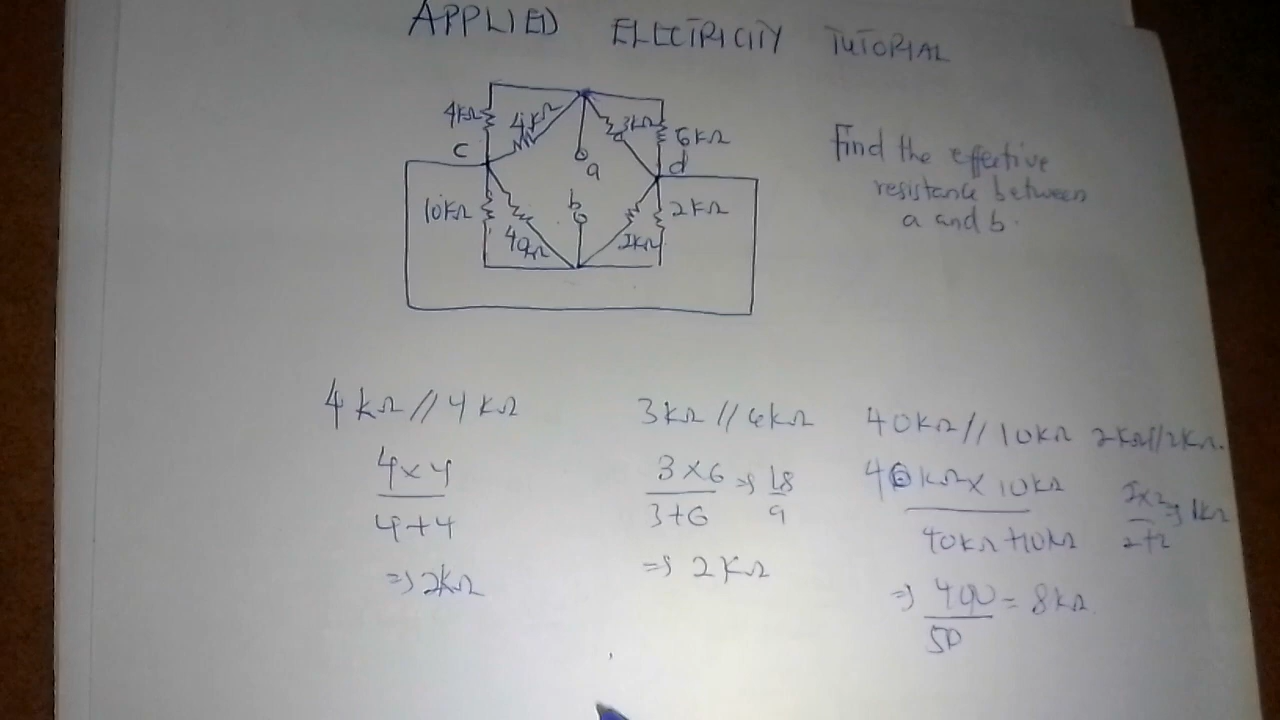 APPLIED ELECTRICITY TUTORIAL
4kΩ
4kΩ
3kΩ
6kΩ
c
a
d
Find the effective
resistance between
a and b.
10kΩ
b
2kΩ
40kΩ
2kΩ
4kΩ//4kΩ
3kΩ//6kΩ
40kΩ//10kΩ
2kΩ//2kΩ
4×4
4+4
⇒ 2kΩ
3×6 ⇒ 18
3+6 9
⇒ 2kΩ
40kΩ × 10kΩ
40kΩ+10kΩ
⇒ 400 = 8kΩ
50
2×2 ⇒ 1kΩ
2+2